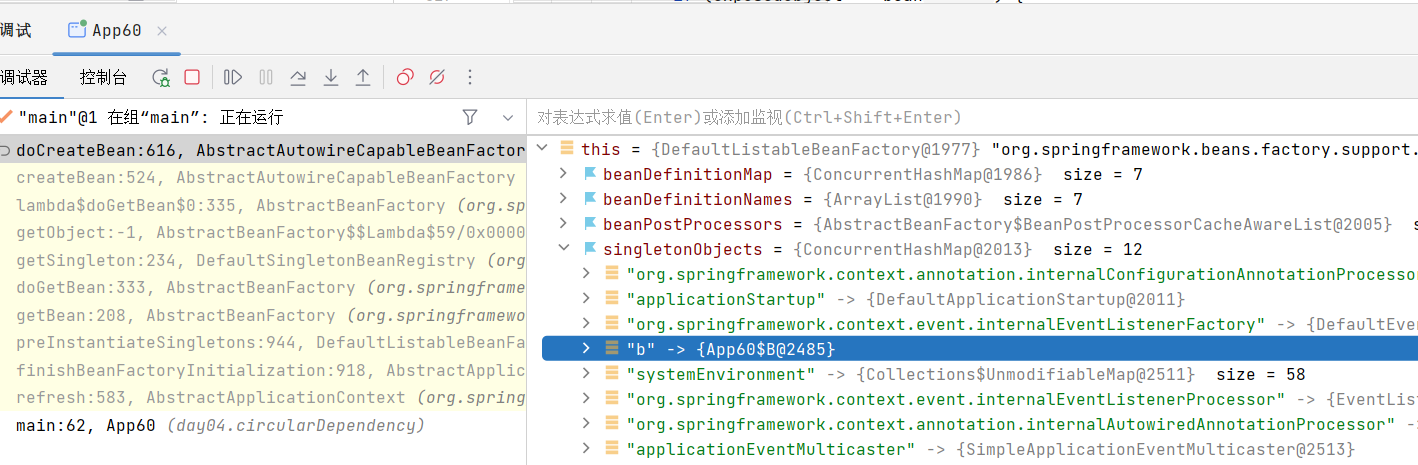 调试
App60
调试器
控制台
"main"@1 在组“main”: 正在运行
doCreateBean:616, AbstractAutowireCapableBeanFactor
createBean:524, AbstractAutowireCapableBeanFactory
lambda$doGetBean$0:335, AbstractBeanFactory (org.sp
getObject:-1, AbstractBeanFactory$$Lambda$59/0x0000
getSingleton:234, DefaultSingletonBeanRegistry (org
doGetBean:333, AbstractBeanFactory (org.springframe
getBean:208, AbstractBeanFactory (org.springframewo
preInstantiateSingletons:944, DefaultListableBeanFa
finishBeanFactoryInitialization:918, AbstractApplic
refresh:583, AbstractApplicationContext (org.spring
main:62, App60 (day04.circularDependency)
对表达式求值(Enter)或添加监视(Ctrl+Shift+Enter)
this = {DefaultListableBeanFactory@1977} "org.springframework.beans.factory.support.
beanDefinitionMap = {ConcurrentHashMap@1986} size = 7
beanDefinitionNames = {ArrayList@1990} size = 7
beanPostProcessors = {AbstractBeanFactory$BeanPostProcessorCacheAwareList@2005} s
singletonObjects = {ConcurrentHashMap@2013} size = 12
"org.springframework.context.annotation.internalConfigurationAnnotationProcessor
"applicationStartup" -> {DefaultApplicationStartup@2011}
"org.springframework.context.event.internalEventListenerFactory" -> {DefaultEve
"b" -> {App60$B@2485}
"systemEnvironment" -> {Collections$UnmodifiableMap@2511} size = 58
"org.springframework.context.event.internalEventListenerProcessor" -> {EventList
"org.springframework.context.annotation.internalAutowiredAnnotationProcessor" ->
"applicationEventMulticaster" -> {SimpleApplicationEventMulticaster@2513}